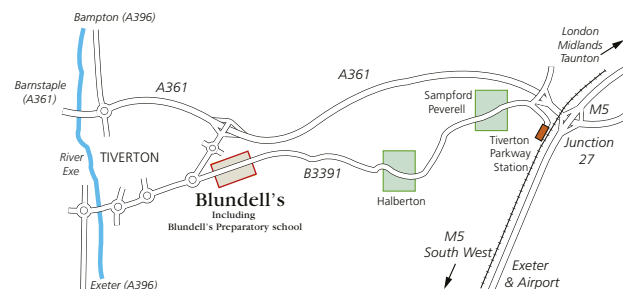 Bampton (A396)
London
Midlands
Taunton
A361
A361
Barnstaple
(A361)
Sampford
Peverell
M5
Tiverton
Parkway
Station
Junction
27
River
Exe
TIVERTON
B3391
Blundell's
Including
Blundell's Preparatory school
Halberton
M5
South West
Exeter
& Airport
Exeter (A396)